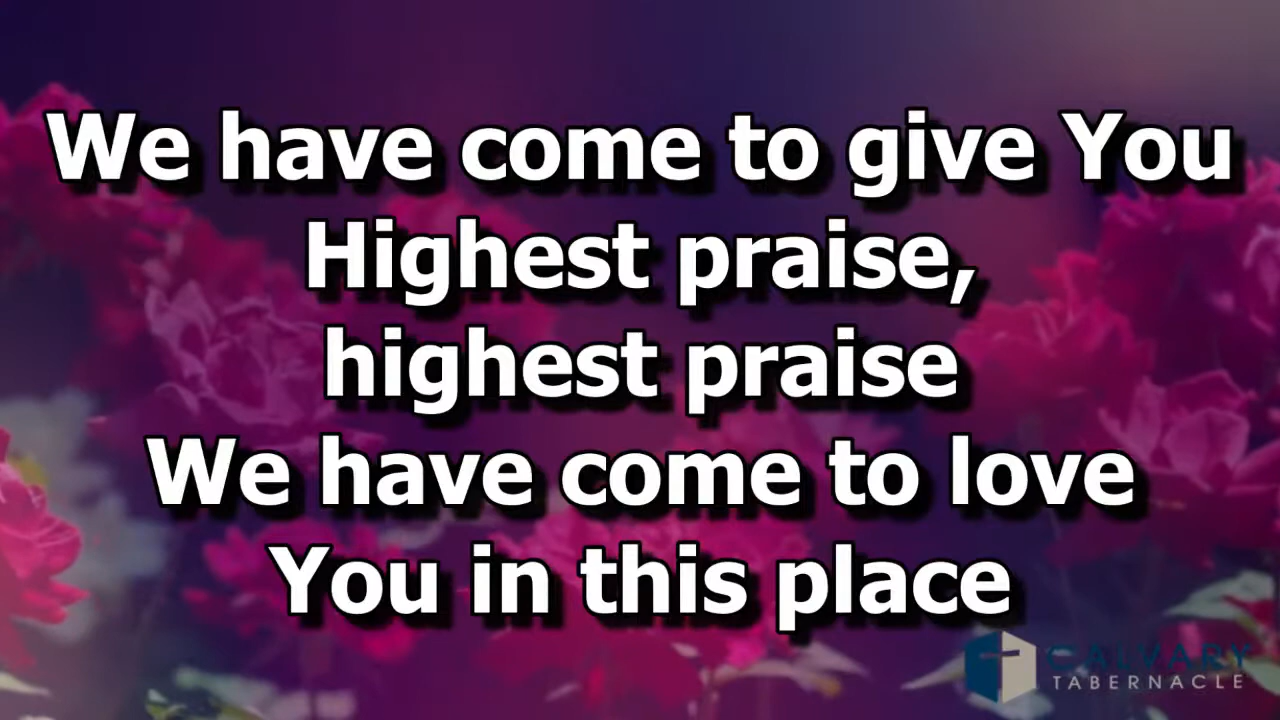 We have come to give You
Highest praise,
highest praise
We have come to love
You in this place
CALVARY
TABERNACLE